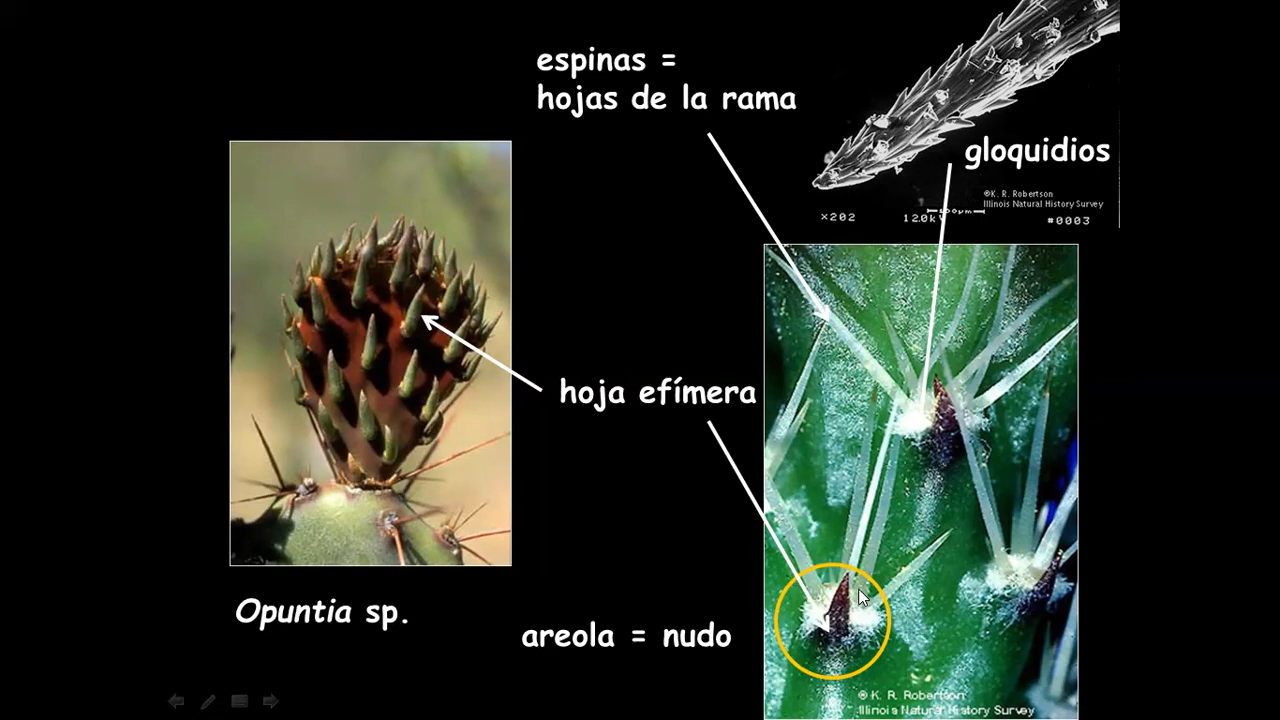 espinas =
hojas de la rama
gloquidios
©K. R. Robertson
Illinois Natural History Survey
×202
#0003
hoja efímera
Opuntia sp.
areola = nudo
© K. R. Robertson
Illinois Natural History Survey